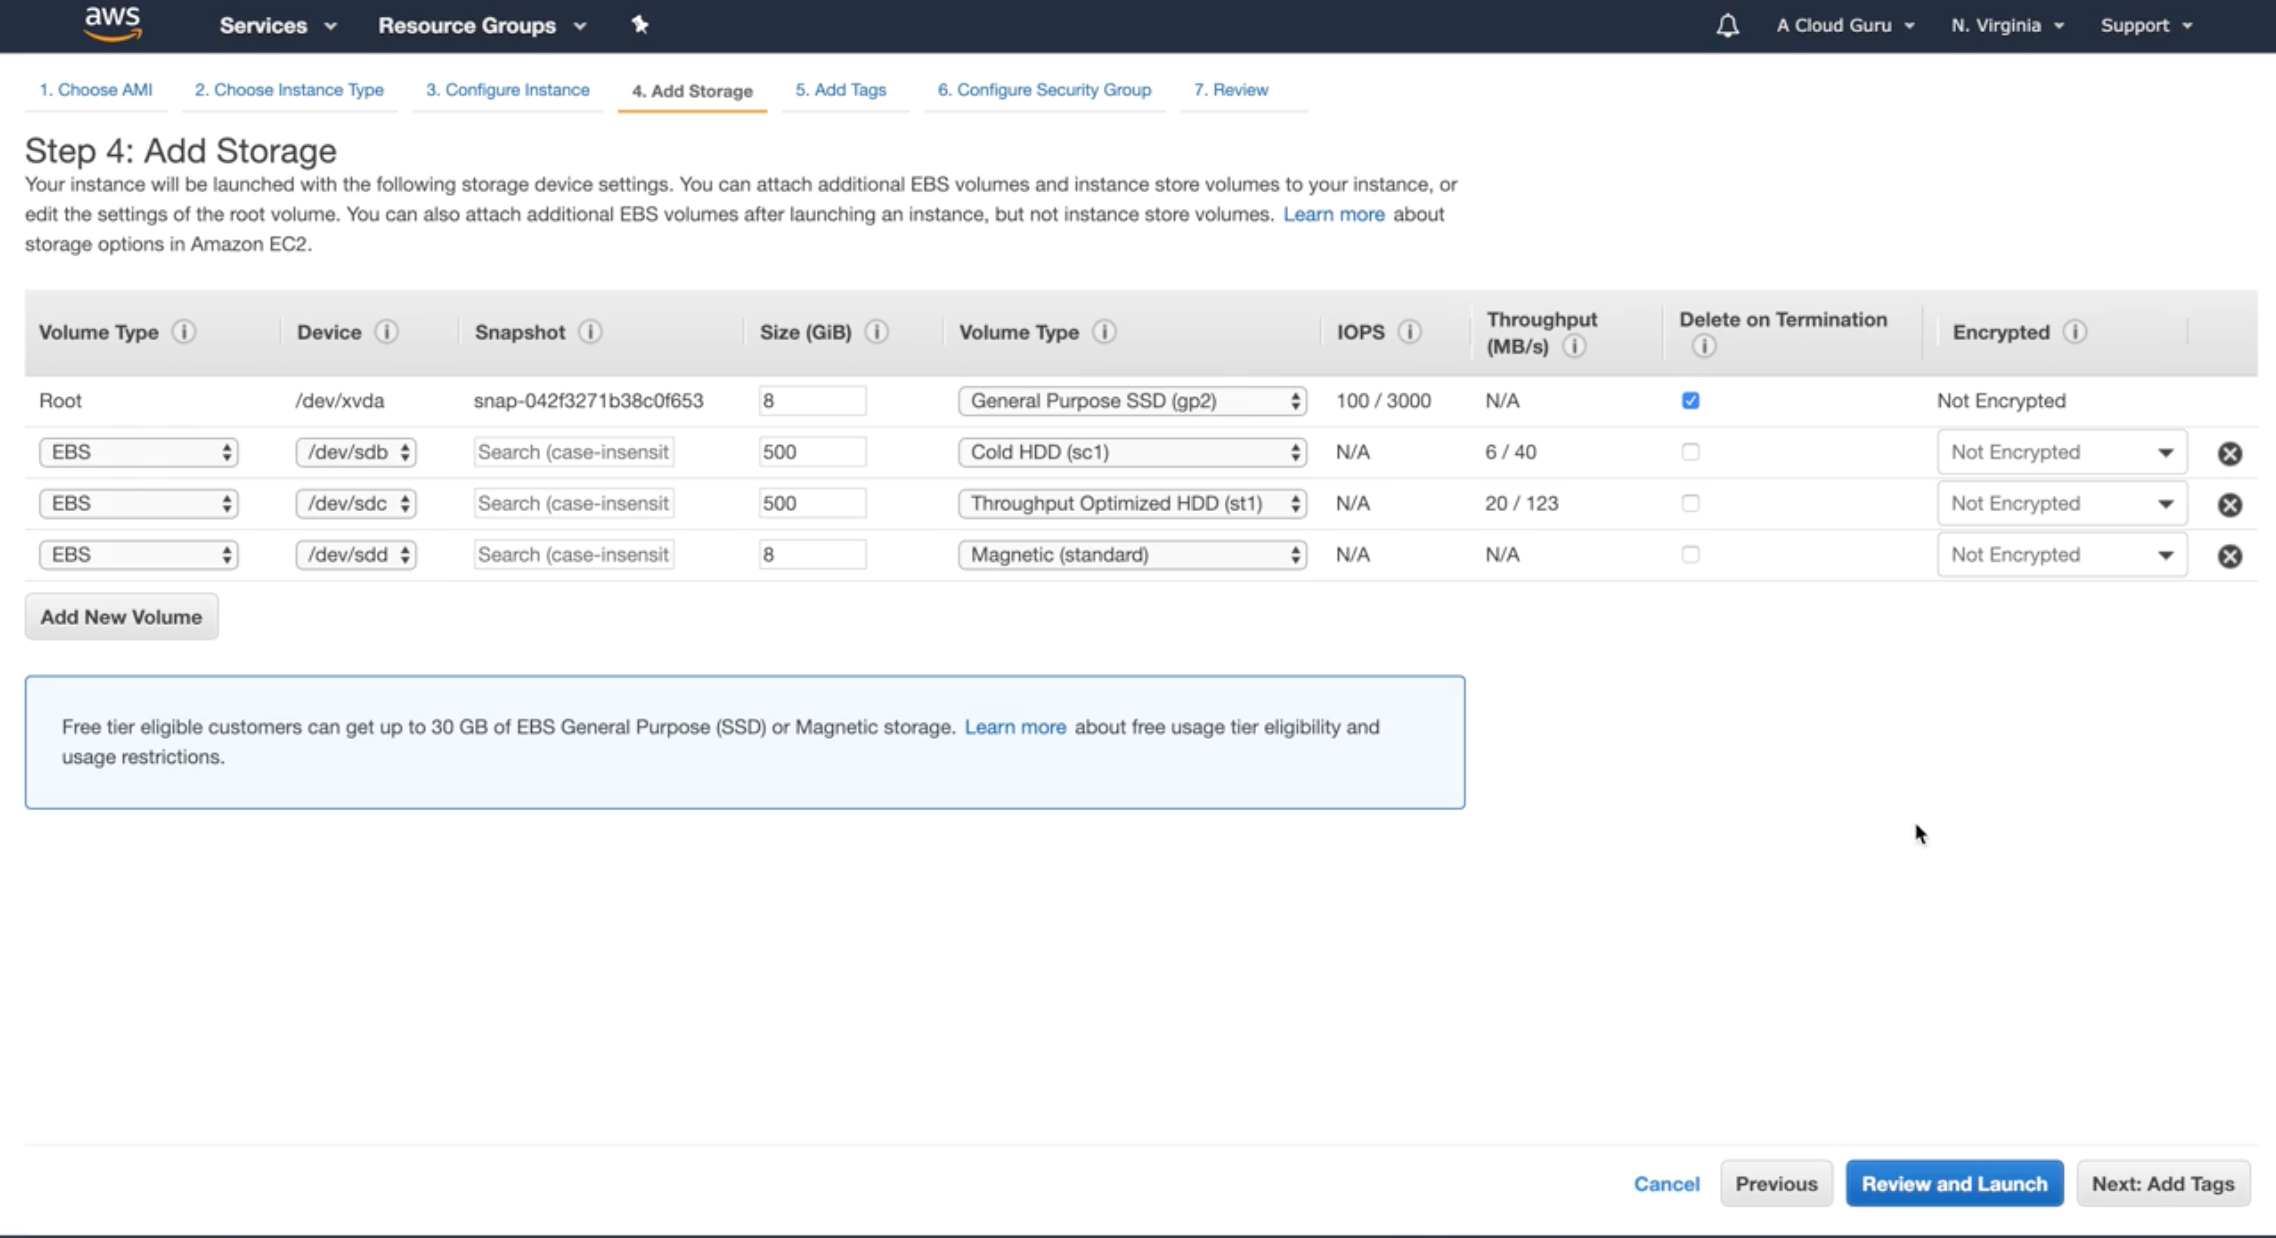 aws
Services Resource Groups A Cloud Guru N. Virginia Support
1. Choose AMI 2. Choose Instance Type 3. Configure Instance 4. Add Storage 5. Add Tags 6. Configure Security Group 7. Review
Step 4: Add Storage
Your instance will be launched with the following storage device settings. You can attach additional EBS volumes and instance store volumes to your instance, or
edit the settings of the root volume. You can also attach additional EBS volumes after launching an instance, but not instance store volumes. Learn more about
storage options in Amazon EC2.
Volume Type i Device i Snapshot i Size (GiB) i Volume Type i IOPS i Throughput (MB/s) i Delete on Termination i Encrypted i
Root /dev/xvda snap-042f3271b38c0f653 8 General Purpose SSD (gp2) 100 / 3000 N/A Not Encrypted
EBS /dev/sdb Search (case-insensit 500 Cold HDD (sc1) N/A 6 / 40 Not Encrypted
EBS /dev/sdc Search (case-insensit 500 Throughput Optimized HDD (st1) N/A 20 / 123 Not Encrypted
EBS /dev/sdd Search (case-insensit 8 Magnetic (standard) N/A N/A Not Encrypted
Add New Volume
Free tier eligible customers can get up to 30 GB of EBS General Purpose (SSD) or Magnetic storage. Learn more about free usage tier eligibility and
usage restrictions.
Cancel Previous Review and Launch Next: Add Tags